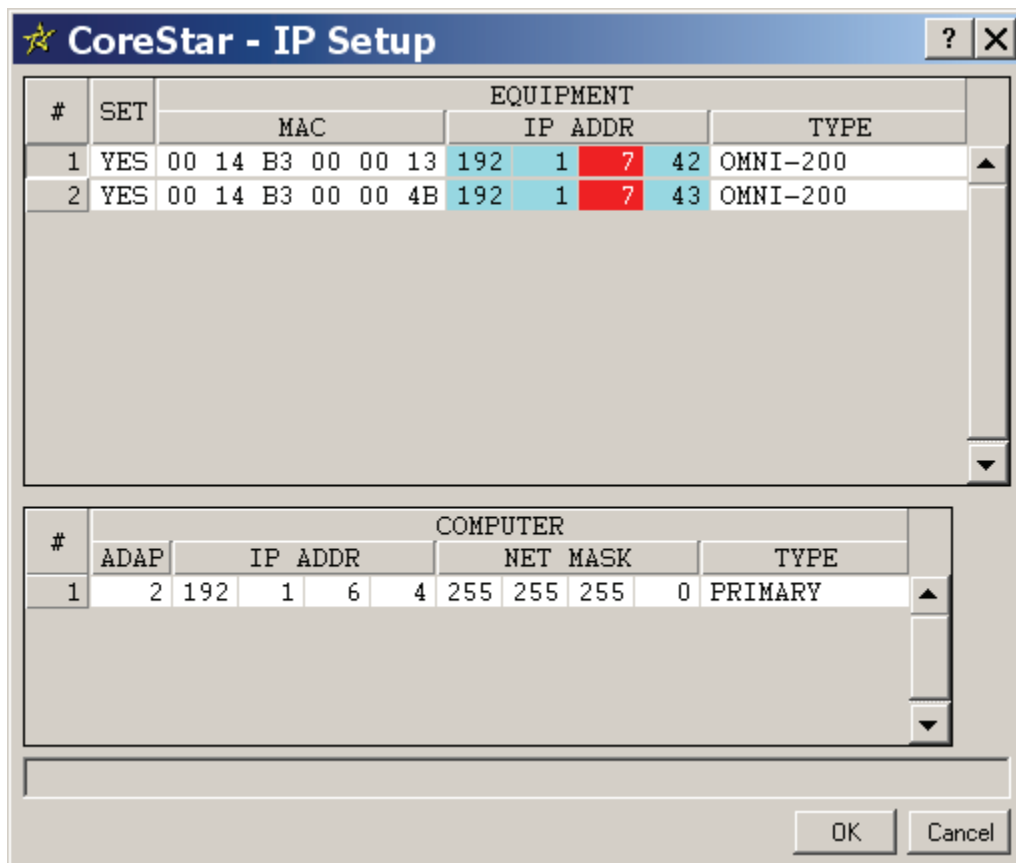 CoreStar - IP Setup ?
# SET EQUIPMENT
MAC IP ADDR TYPE
1 YES 00 14 B3 00 00 13 192 1 7 42 OMNI-200
2 YES 00 14 B3 00 00 4B 192 1 7 43 OMNI-200
# COMPUTER
ADAP IP ADDR NET MASK TYPE
1 2 192 1 6 4 255 255 255 0 PRIMARY
OK Cancel